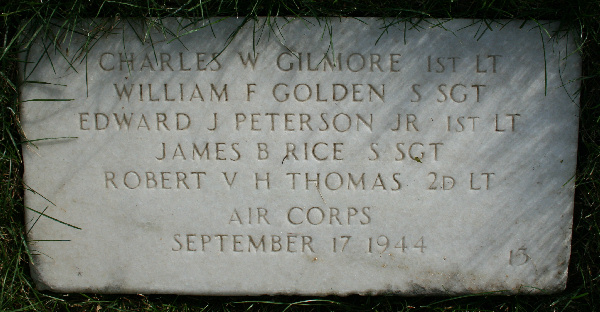 CHARLES W GILMORE 1ST LT
WILLIAM F GOLDEN S SGT
EDWARD J PETERSON JR 1ST LT
JAMES B RICE S SGT
ROBERT V H THOMAS 2D LT
AIR CORPS
SEPTEMBER 17 1944
13